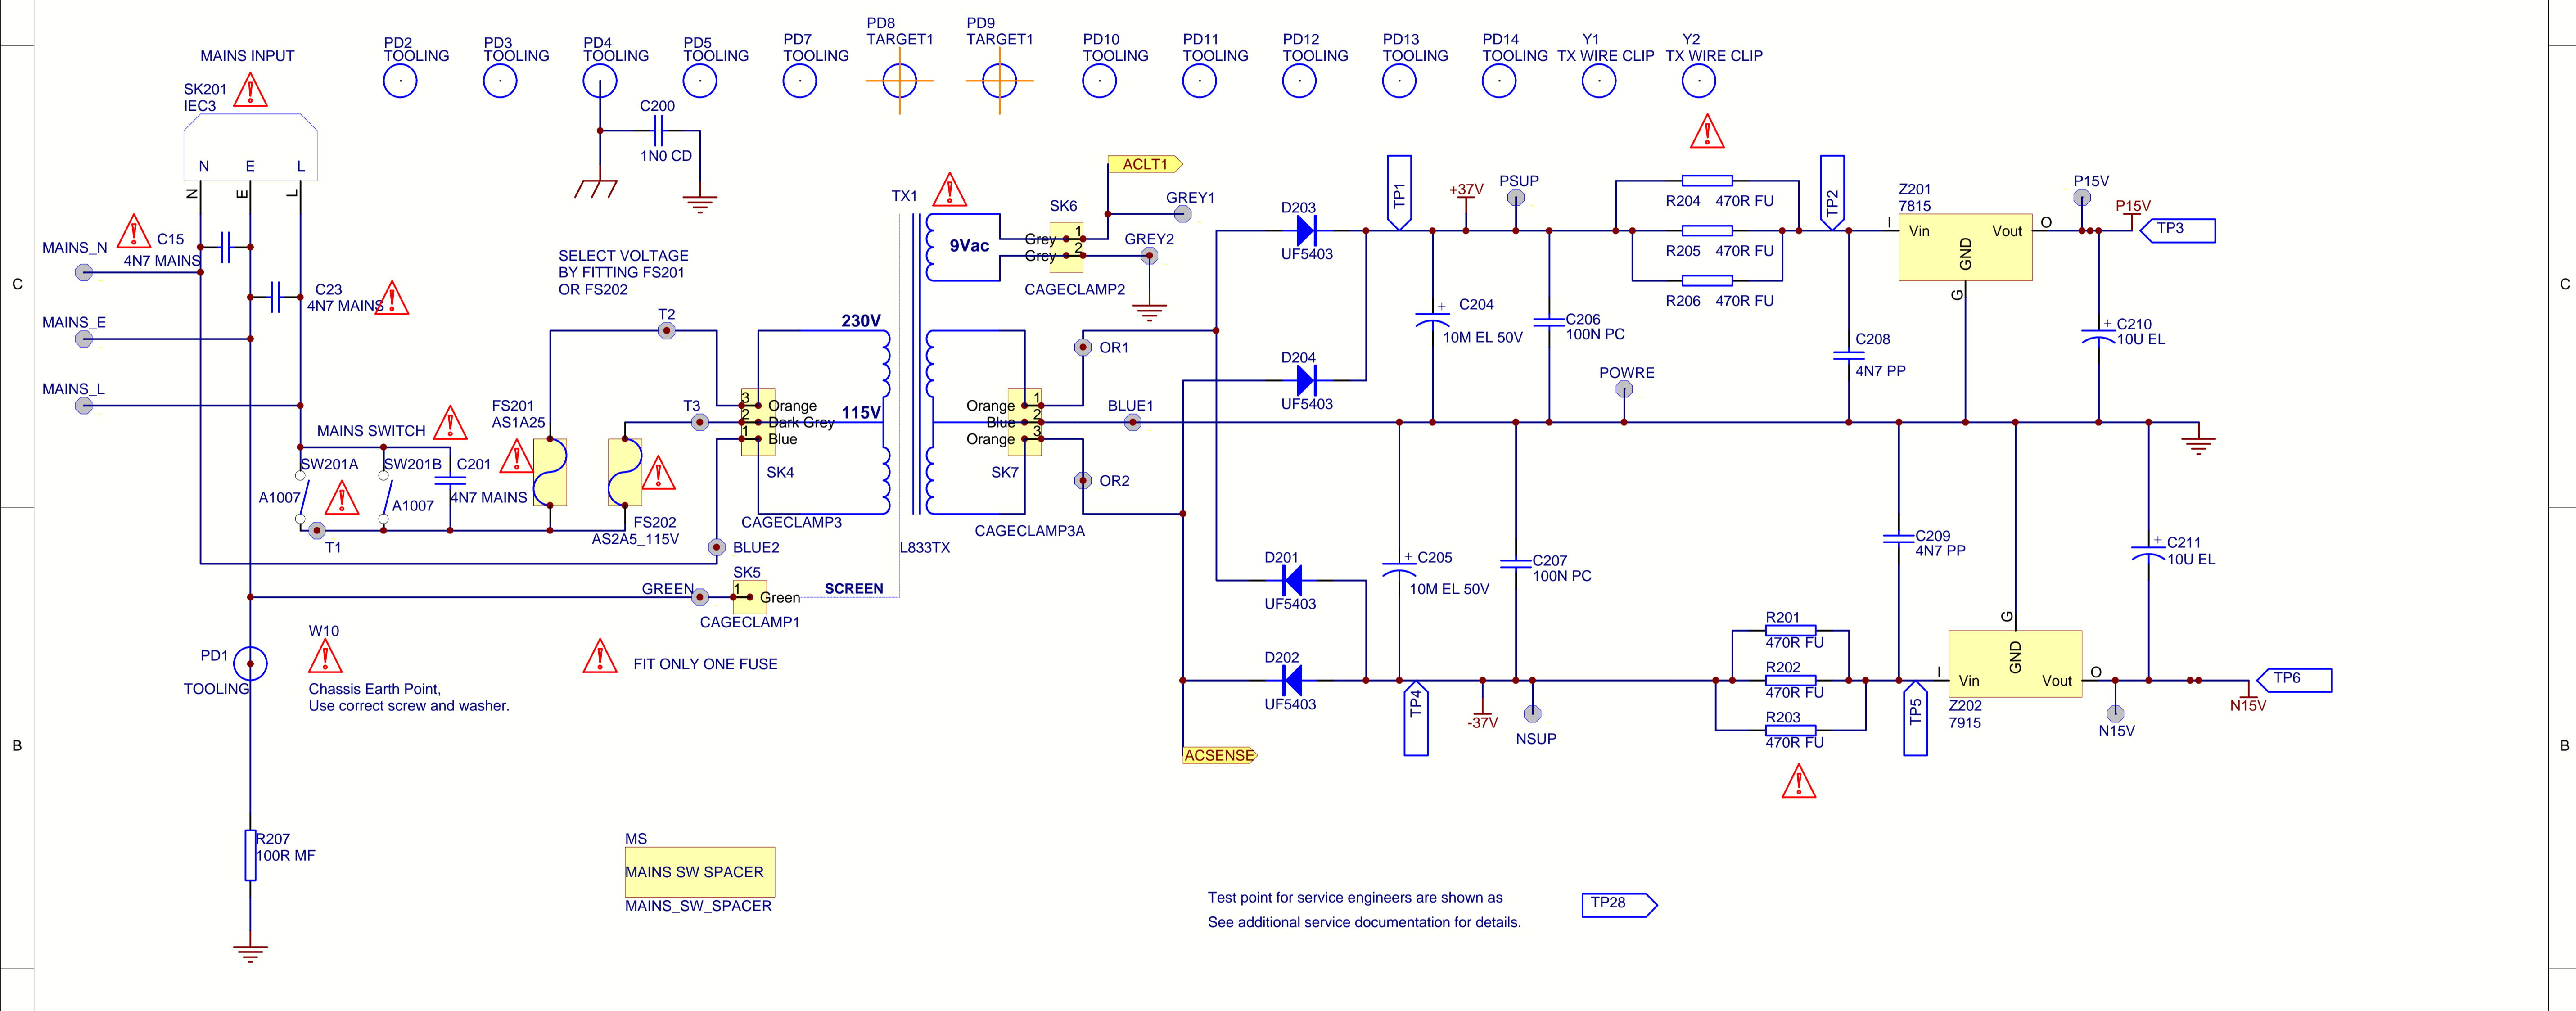 PD8
TARGET1
PD9
TARGET1
PD2
TOOLING
PD3
TOOLING
PD4
TOOLING
PD5
TOOLING
PD7
TOOLING
PD10
TOOLING
PD11
TOOLING
PD12
TOOLING
PD13
TOOLING
PD14
TOOLING
Y1
TX WIRE CLIP
Y2
TX WIRE CLIP
MAINS INPUT
SK201
IEC3
N E L
N
E
L
C200
1N0 CD
ACLT1
GREY1
GREY2
TX1
SK6
1
2
Grey
Grey
9Vac
CAGECLAMP2
MAINS_N
C15
4N7 MAINS
C23
4N7 MAINS
MAINS_E
MAINS_L
SELECT VOLTAGE
BY FITTING FS201
OR FS202
T2
T3
230V
115V
3
2
1
Orange
Dark Grey
Blue
SK4
CAGECLAMP3
FS201
AS1A25
FS202
AS2A5_115V
MAINS SWITCH
SW201A
A1007
SW201B
A1007
C201
4N7 MAINS
T1
BLUE2
L833TX
SK5
1
Green
GREEN
SCREEN
CAGECLAMP1
Orange
Blue
Orange
1
2
3
SK7
CAGECLAMP3A
OR1
BLUE1
OR2
D203
UF5403
D204
UF5403
D201
UF5403
D202
UF5403
ACSENSE
TP1
+37V
PSUP
C204
10M EL 50V
C206
100N PC
POWRE
R204 470R FU
R205 470R FU
R206 470R FU
TP2
C208
4N7 PP
Z201
7815
I
Vin
GND
Vout
O
G
P15V
P15V
TP3
C210
10U EL
C205
10M EL 50V
C207
100N PC
TP4
-37V
NSUP
R201
470R FU
R202
470R FU
R203
470R FU
C209
4N7 PP
C211
10U EL
TP5
G
I
Vin
GND
Vout
O
Z202
7915
N15V
N15V
TP6
W10
PD1
TOOLING
Chassis Earth Point,
Use correct screw and washer.
FIT ONLY ONE FUSE
R207
100R MF
MS
MAINS SW SPACER
MAINS_SW_SPACER
Test point for service engineers are shown as
TP28
See additional service documentation for details.
C
B
C
B